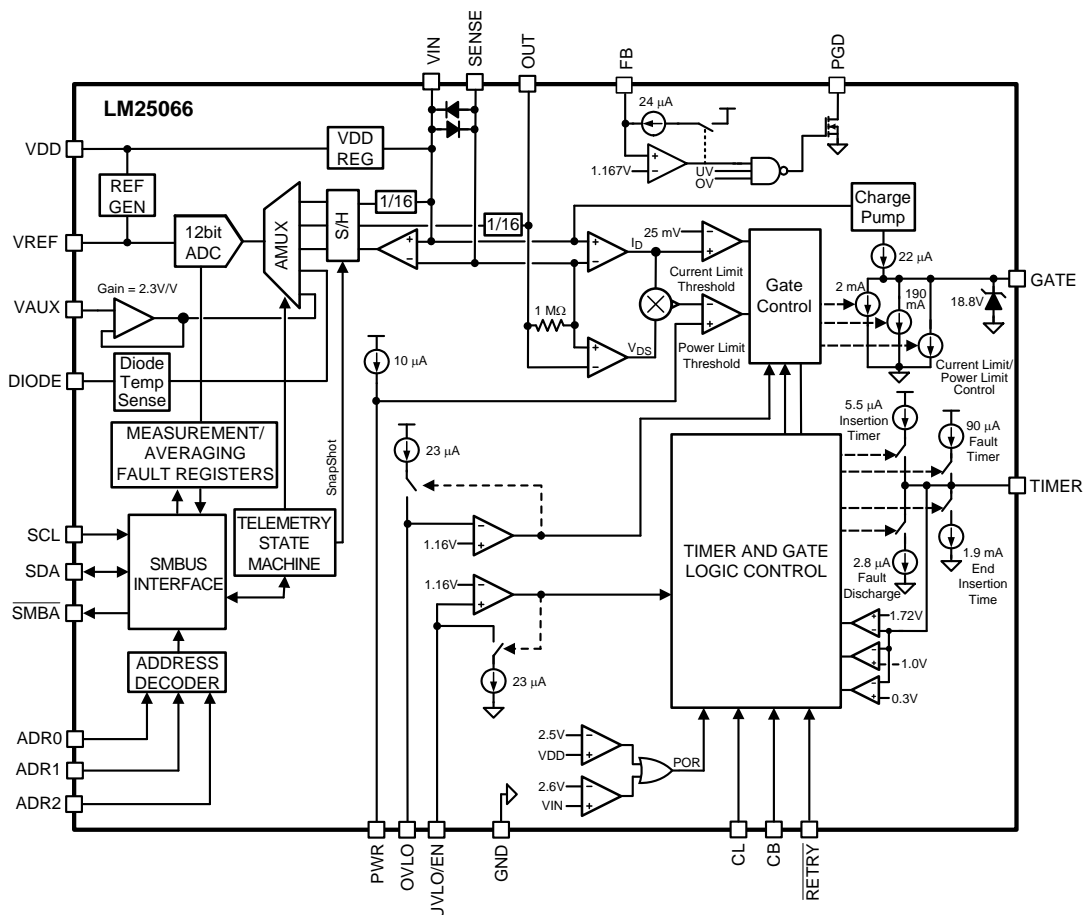 VIN
SENSE
OUT
FB
PGD
LM25066
24 µA
VDD
VDD
REG
REF
GEN
1.167V
UV
OV
1/16
1/16
Charge
Pump
VREF
12bit
ADC
AMUX
S/H
25 mV
I_D
22 µA
Current Limit
Threshold
Gate
Control
2 mA
190
mA
18.8V
GATE
Gain = 2.3V/V
VAUX
1 MΩ
V_DS
Power Limit
Threshold
10 µA
DIODE
Diode
Temp
Sense
Current Limit/
Power Limit
Control
5.5 µA
Insertion
Timer
90 µA
Fault
Timer
MEASUREMENT/
AVERAGING
FAULT REGISTERS
SnapShot
23 µA
TIMER
SCL
SDA
SMBA
SMBUS
INTERFACE
TELEMETRY
STATE
MACHINE
1.16V
TIMER AND GATE
LOGIC CONTROL
2.8 µA
Fault
Discharge
1.9 mA
End
Insertion
Time
1.16V
1.72V
1.0V
0.3V
23 µA
ADDRESS
DECODER
ADR0
ADR1
ADR2
2.5V
VDD
POR
2.6V
VIN
PWR
OVLO
UVLO/EN
GND
CL
CB
RETRY